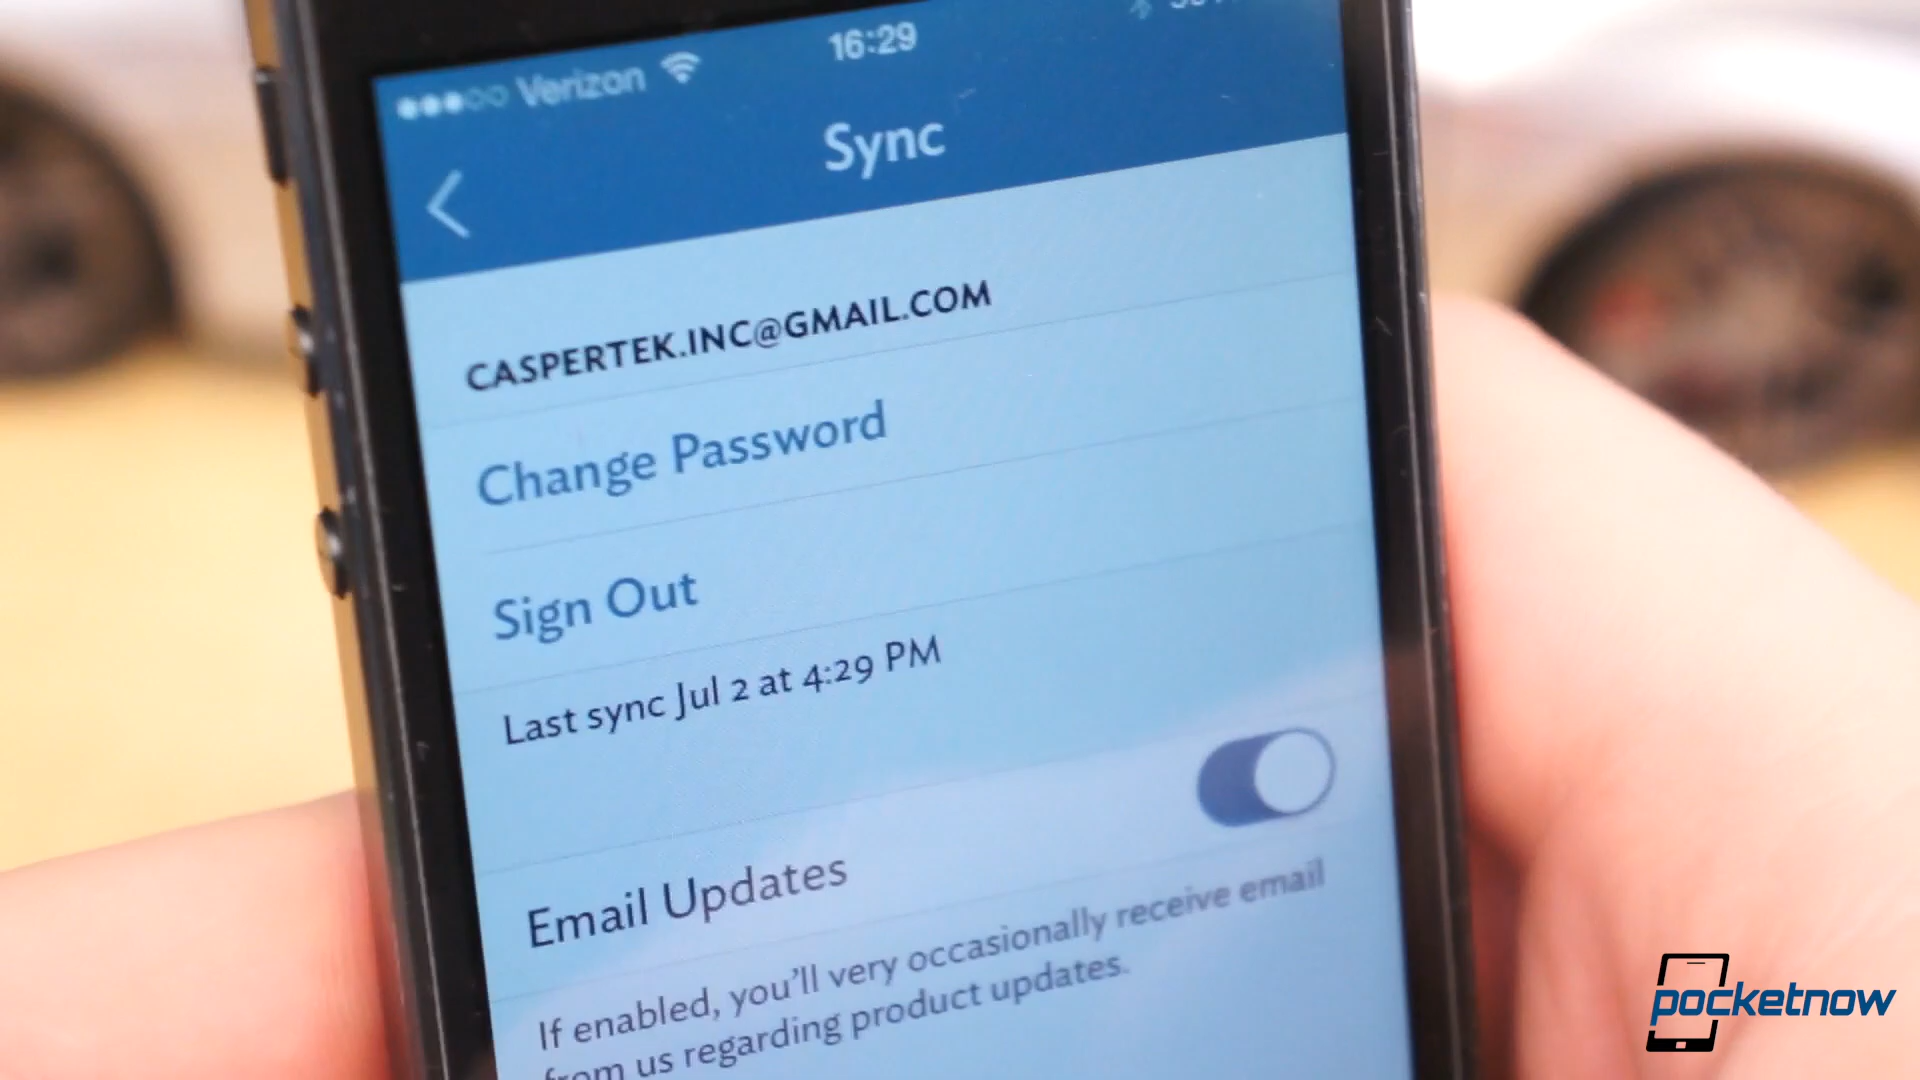 Verizon 16:29
Sync
CASPERTEK.INC@GMAIL.COM
Change Password
Sign Out
Last sync Jul 2 at 4:29 PM
Email Updates
If enabled, you'll very occasionally receive email
from us regarding product updates.
pocketnow